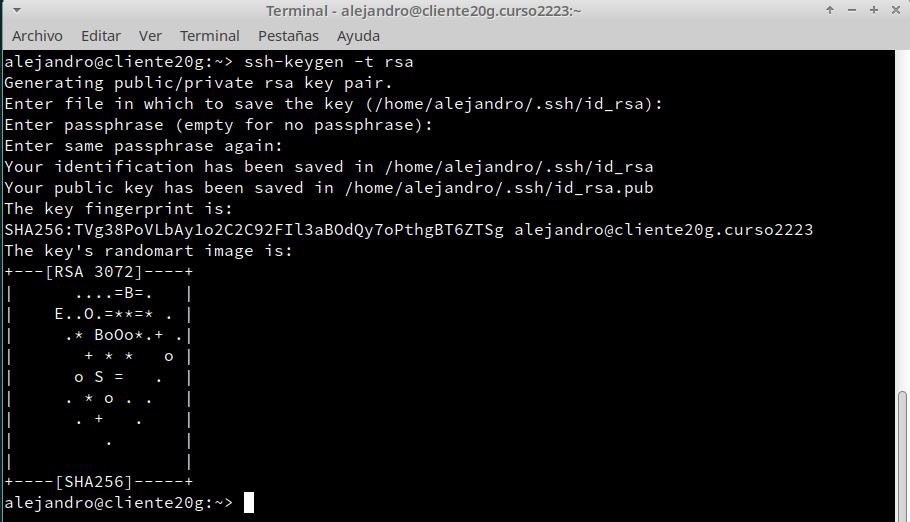 Terminal - alejandro@cliente20g.curso2223:~
Archivo Editar Ver Terminal Pestañas Ayuda
alejandro@cliente20g:~> ssh-keygen -t rsa
Generating public/private rsa key pair.
Enter file in which to save the key (/home/alejandro/.ssh/id_rsa):
Enter passphrase (empty for no passphrase):
Enter same passphrase again:
Your identification has been saved in /home/alejandro/.ssh/id_rsa
Your public key has been saved in /home/alejandro/.ssh/id_rsa.pub
The key fingerprint is:
SHA256:TVg38PoVLbAy1o2C2C92FIl3aBOdQy7oPthgBT6ZTSg alejandro@cliente20g.curso2223
The key's randomart image is:
+---[RSA 3072]----+
|      ....=B=.   |
|    E..O.=**=* . |
|     .* BoOo*.+ .|
|       + * *   o |
|      o S =   .  |
|     . * o . .   |
|      . +   .    |
|         .       |
|                 |
+----[SHA256]-----+
alejandro@cliente20g:~>